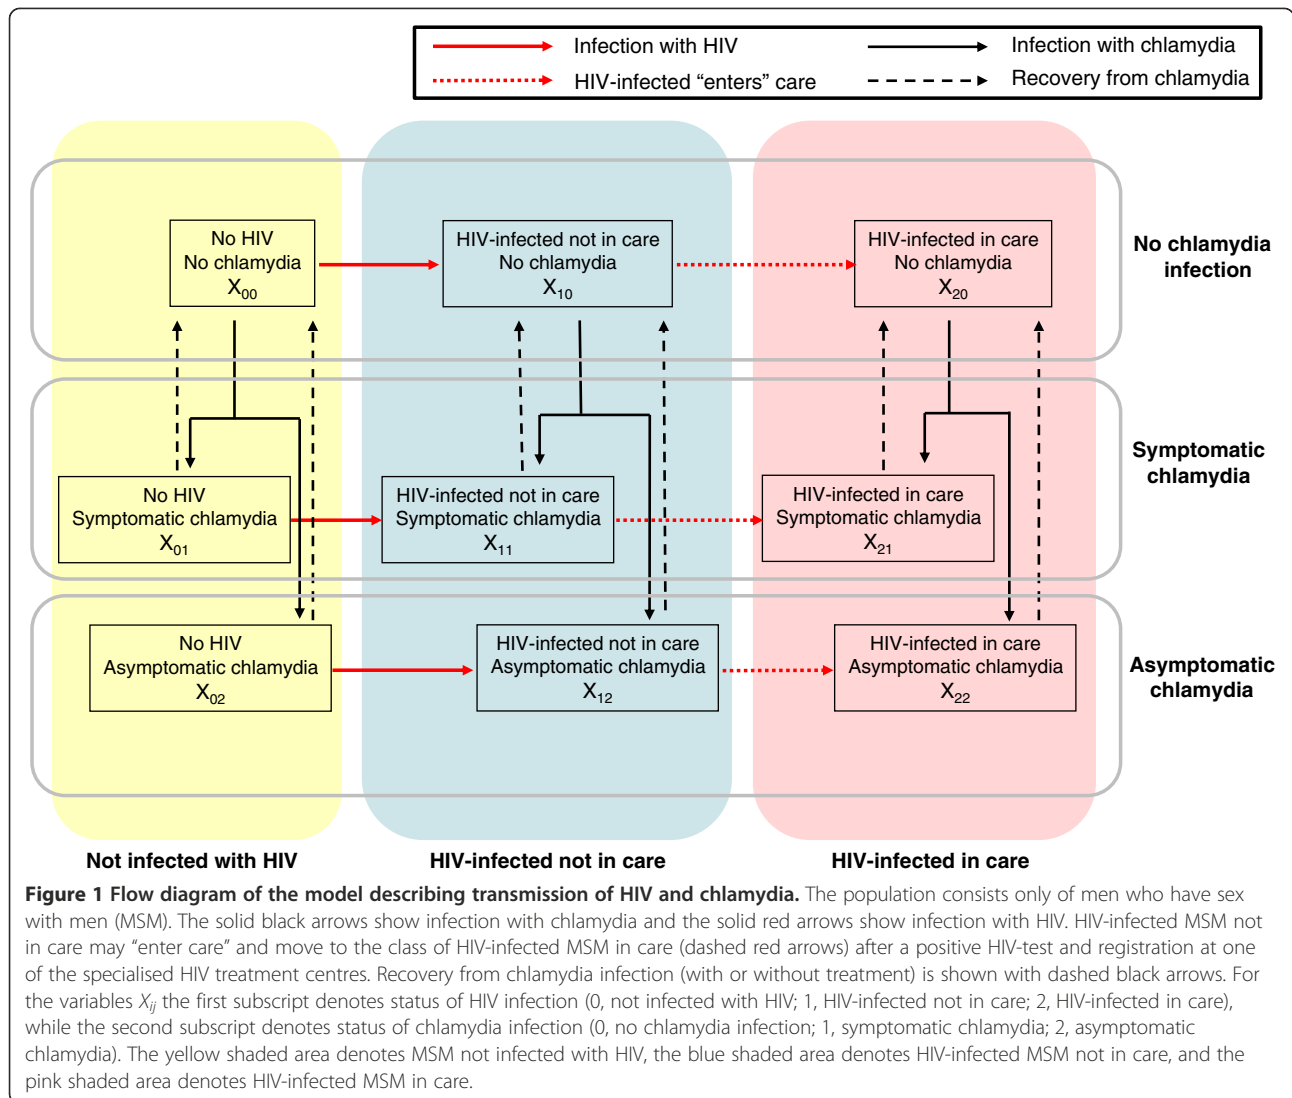 Infection with HIV
Infection with chlamydia
HIV-infected “enters” care
Recovery from chlamydia
No HIV
No chlamydia
X00
HIV-infected not in care
No chlamydia
X10
HIV-infected in care
No chlamydia
X20
No chlamydia
infection
No HIV
Symptomatic chlamydia
X01
HIV-infected not in care
Symptomatic chlamydia
X11
HIV-infected in care
Symptomatic chlamydia
X21
Symptomatic
chlamydia
No HIV
Asymptomatic chlamydia
X02
HIV-infected not in care
Asymptomatic chlamydia
X12
HIV-infected in care
Asymptomatic chlamydia
X22
Asymptomatic
chlamydia
Not infected with HIV
HIV-infected not in care
HIV-infected in care
Figure 1 Flow diagram of the model describing transmission of HIV and chlamydia. The population consists only of men who have sex
with men (MSM). The solid black arrows show infection with chlamydia and the solid red arrows show infection with HIV. HIV-infected MSM not
in care may “enter care” and move to the class of HIV-infected MSM in care (dashed red arrows) after a positive HIV-test and registration at one
of the specialised HIV treatment centres. Recovery from chlamydia infection (with or without treatment) is shown with dashed black arrows. For
the variables Xij the first subscript denotes status of HIV infection (0, not infected with HIV; 1, HIV-infected not in care; 2, HIV-infected in care),
while the second subscript denotes status of chlamydia infection (0, no chlamydia infection; 1, symptomatic chlamydia; 2, asymptomatic
chlamydia). The yellow shaded area denotes MSM not infected with HIV, the blue shaded area denotes HIV-infected MSM not in care, and the
pink shaded area denotes HIV-infected MSM in care.